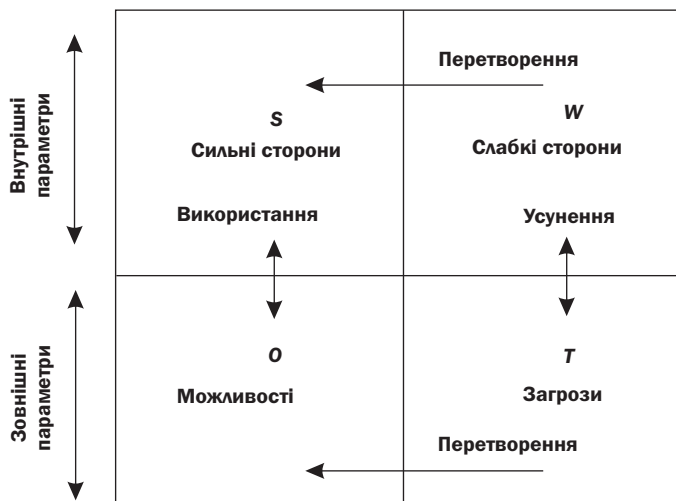 Внутрішні
параметри
Перетворення
S
Сильні сторони
W
Слабкі сторони
Використання
Усунення
Зовнішні
параметри
O
Можливості
T
Загрози
Перетворення